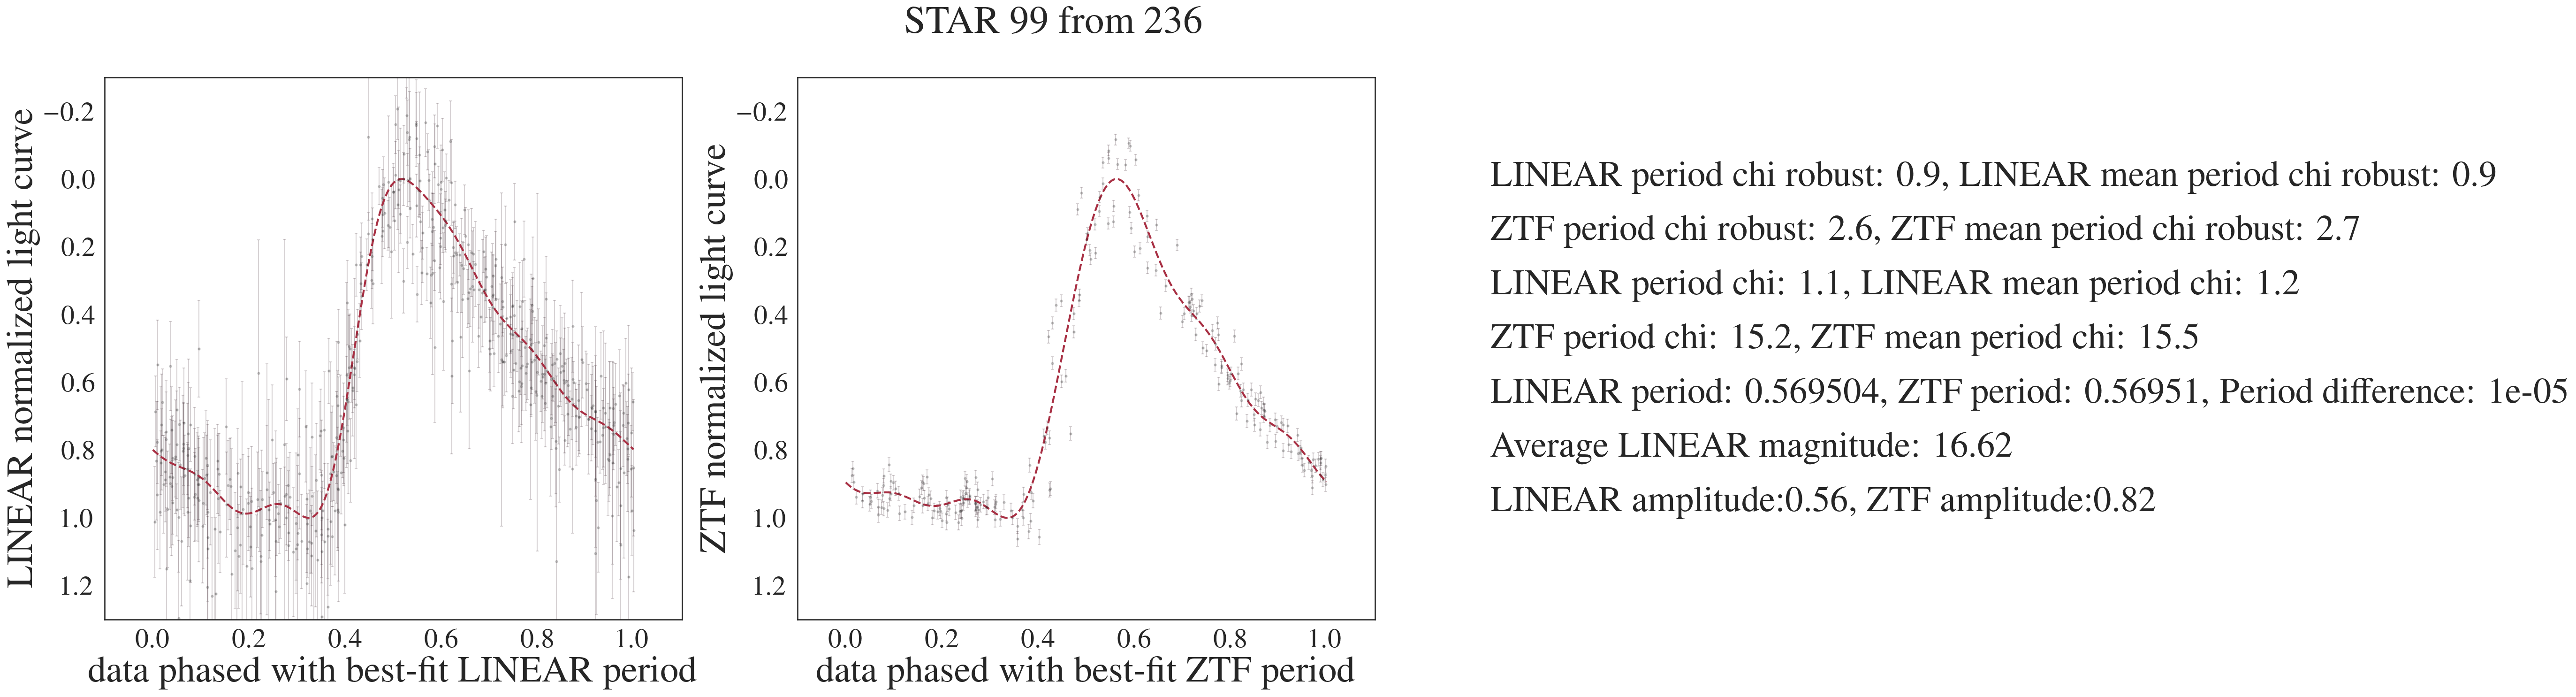 STAR 99 from 236
LINEAR normalized light curve
−0.2
0.0
0.2
0.4
0.6
0.8
1.0
1.2
0.0 0.2 0.4 0.6 0.8 1.0
data phased with best-fit LINEAR period
ZTF normalized light curve
−0.2
0.0
0.2
0.4
0.6
0.8
1.0
1.2
0.0 0.2 0.4 0.6 0.8 1.0
data phased with best-fit ZTF period
LINEAR period chi robust: 0.9, LINEAR mean period chi robust: 0.9
ZTF period chi robust: 2.6, ZTF mean period chi robust: 2.7
LINEAR period chi: 1.1, LINEAR mean period chi: 1.2
ZTF period chi: 15.2, ZTF mean period chi: 15.5
LINEAR period: 0.569504, ZTF period: 0.56951, Period difference: 1e-05
Average LINEAR magnitude: 16.62
LINEAR amplitude:0.56, ZTF amplitude:0.82